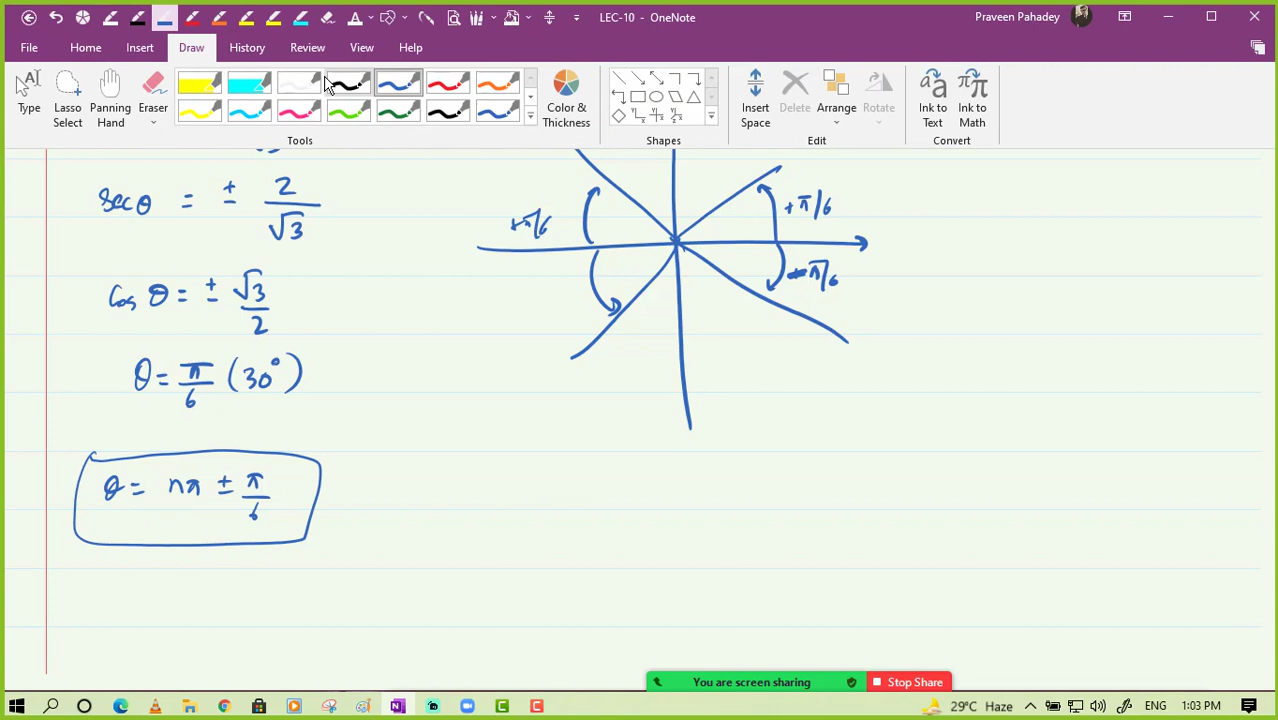 LEC-10 - OneNote
Praveen Pahadey
File Home Insert Draw History Review View Help
Type
Lasso Select
Panning Hand
Eraser
Color & Thickness
Insert Space
Delete
Arrange
Rotate
Ink to Text
Ink to Math
Tools
Shapes
Edit
Convert
√3
secθ = ± 2/√3
cos θ = ± √3/2
θ = π/6 (30°)
θ = nπ ± π/6
+π/6
+π/6
-π/6
You are screen sharing
Stop Share
29°C Haze
ENG
1:03 PM